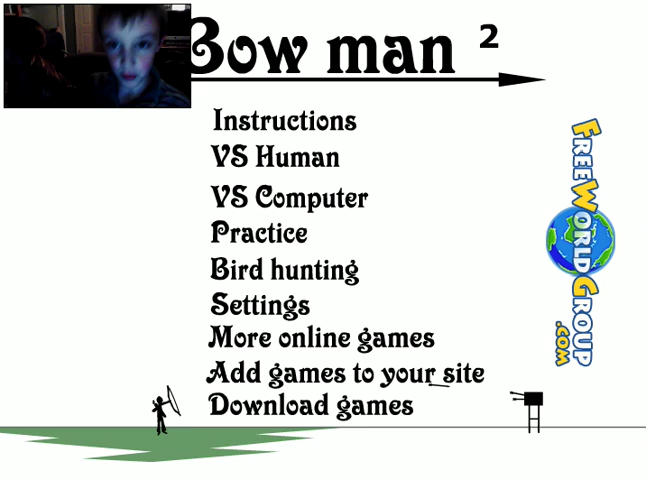 Bow man 2
Instructions
VS Human
VS Computer
Practice
Bird hunting
Settings
More online games
Add games to your site
Download games
FREEWORLDGROUP.COM